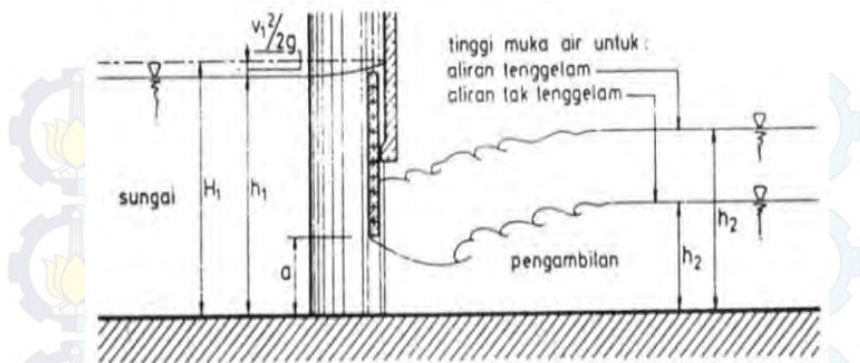 v₁²/2g
tinggi muka air untuk :
aliran tenggelam
aliran tak tenggelam
sungai
H₁
h₁
a
pengambilan
h₂
h₂